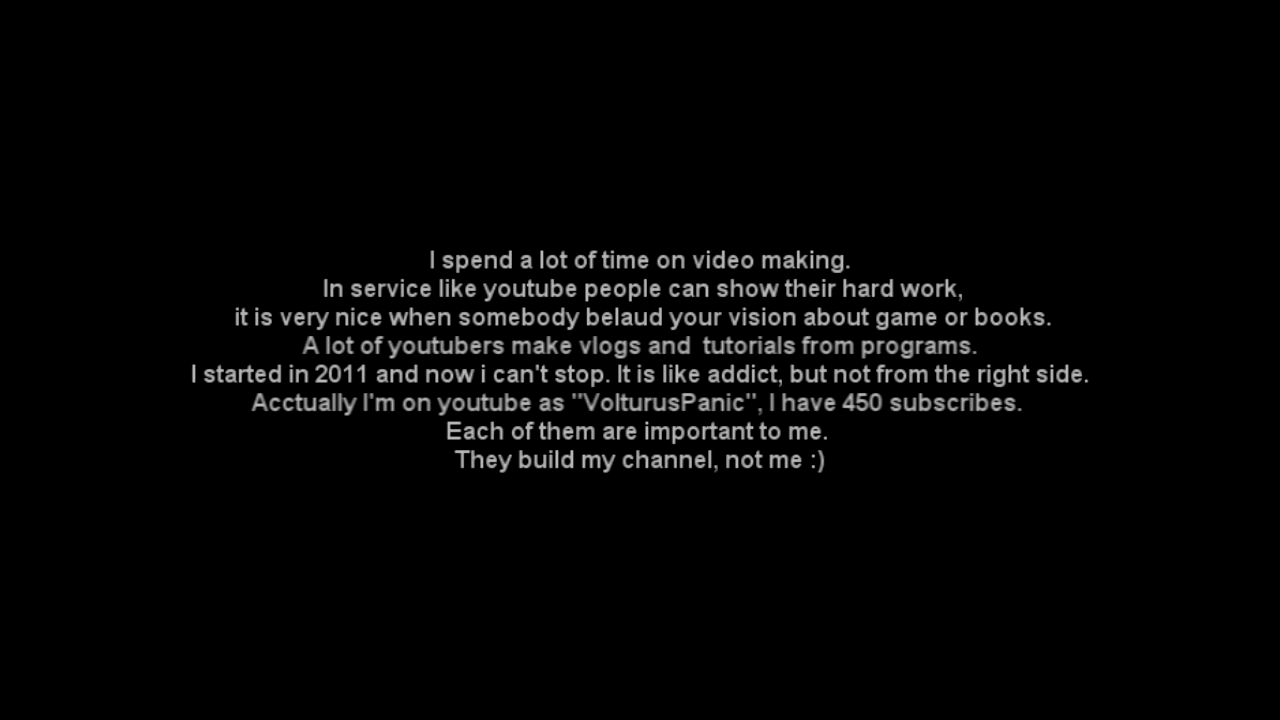 I spend a lot of time on video making.
In service like youtube people can show their hard work,
it is very nice when somebody belaud your vision about game or books.
A lot of youtubers make vlogs and  tutorials from programs.
I started in 2011 and now i can't stop. It is like addict, but not from the right side.
Acctually I'm on youtube as "VolturusPanic", I have 450 subscribes.
Each of them are important to me.
They build my channel, not me :)